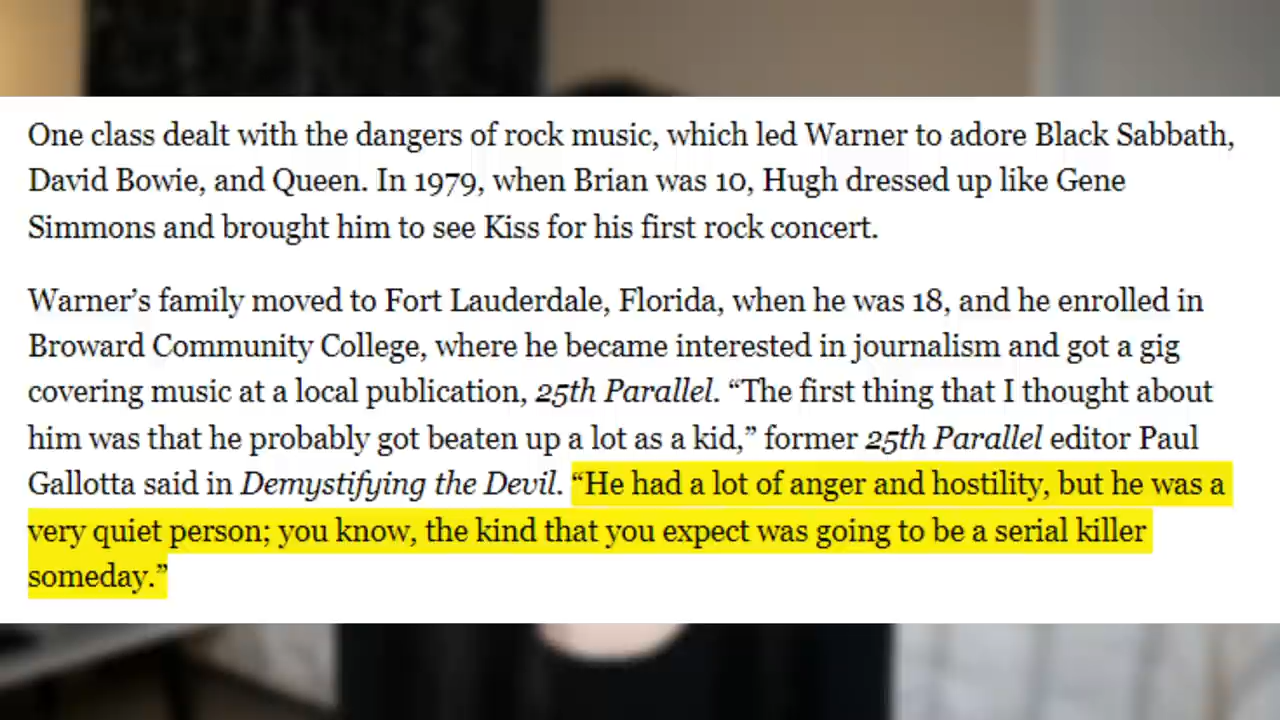 One class dealt with the dangers of rock music, which led Warner to adore Black Sabbath,
David Bowie, and Queen. In 1979, when Brian was 10, Hugh dressed up like Gene
Simmons and brought him to see Kiss for his first rock concert.
Warner’s family moved to Fort Lauderdale, Florida, when he was 18, and he enrolled in
Broward Community College, where he became interested in journalism and got a gig
covering music at a local publication, 25th Parallel. “The first thing that I thought about
him was that he probably got beaten up a lot as a kid,” former 25th Parallel editor Paul
Gallotta said in Demystifying the Devil. “He had a lot of anger and hostility, but he was a
very quiet person; you know, the kind that you expect was going to be a serial killer
someday.”